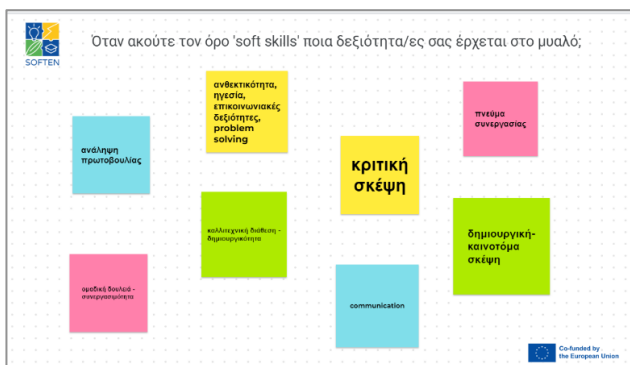 Όταν ακούτε τον όρο 'soft skills' ποια δεξιότητα/ες σας έρχεται στο μυαλό;
SOFTEN
ανθεκτικότητα,
ηγεσία,
επικοινωνιακές
δεξιότητες,
problem
solving
πνεύμα
συνεργασίας
ανάληψη
πρωτοβουλίας
κριτική
σκέψη
καλλιτεχνική διάθεση -
δημιουργικότητα
δημιουργική-
καινοτόμα
σκέψη
ομαδική δουλειά -
συνεργασιμότητα
communication
Co-funded by
the European Union